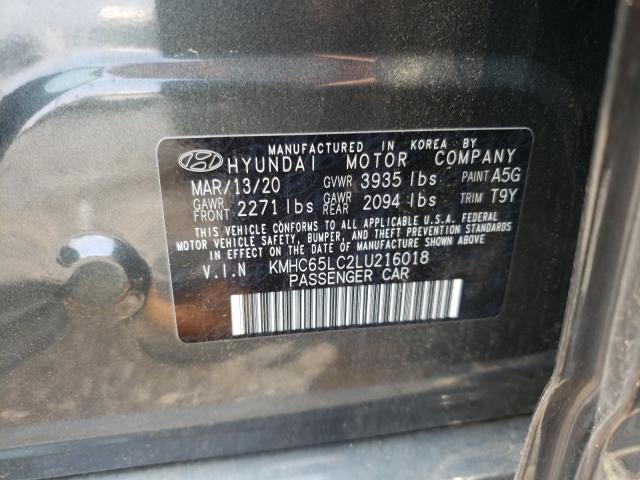 MANUFACTURED IN KOREA BY
HYUNDAI MOTOR COMPANY
MAR/13/20 GVWR 3935 lbs PAINT A5G
GAWR FRONT 2271 lbs GAWR REAR 2094 lbs TRIM T9Y
THIS VEHICLE CONFORMS TO ALL APPLICABLE U.S.A. FEDERAL
MOTOR VEHICLE SAFETY, BUMPER, AND THEFT PREVENTION STANDARDS
IN EFFECT ON THE DATE OF MANUFACTURE SHOWN ABOVE.
V.I.N KMHC65LC2LU216018
PASSENGER CAR